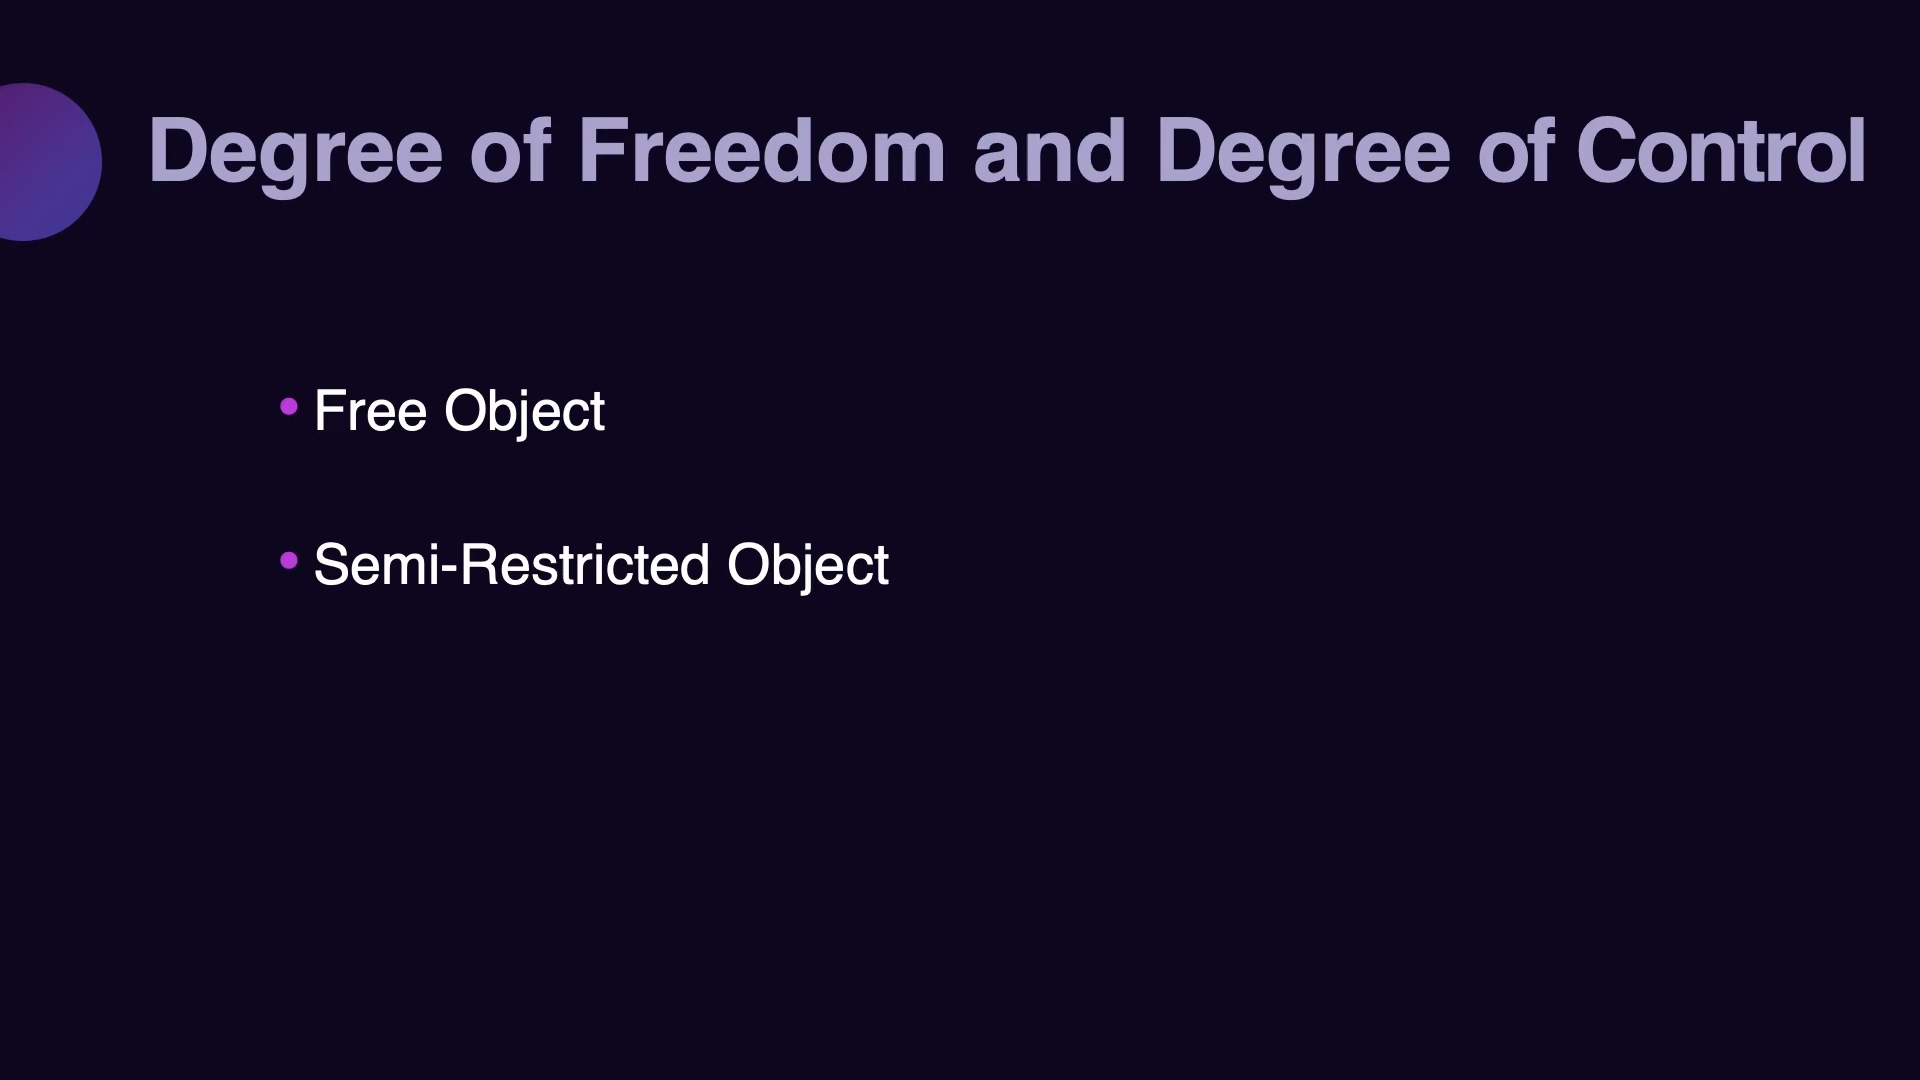 Degree of Freedom and Degree of Control
• Free Object
• Semi-Restricted Object